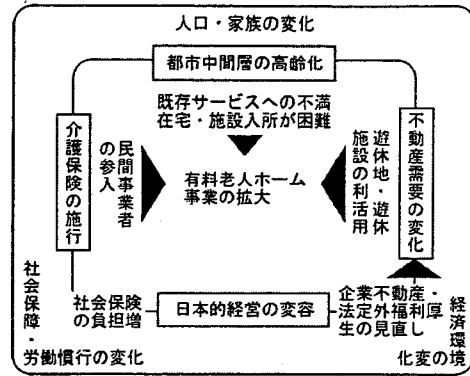 人口・家族の変化
都市中間層の高齢化
既存サービスへの不満
在宅・施設入所が困難
介護保険の施行
民間事業者
の参入
有料老人ホーム
事業の拡大
遊休地・遊休
施設の利活用
不動産需要の変化
社会保険
の負担増
日本的経営の変容
企業不動産・
法定外福利厚
生の見直し
社会保障・
労働慣行の変化
経済環境
の変化